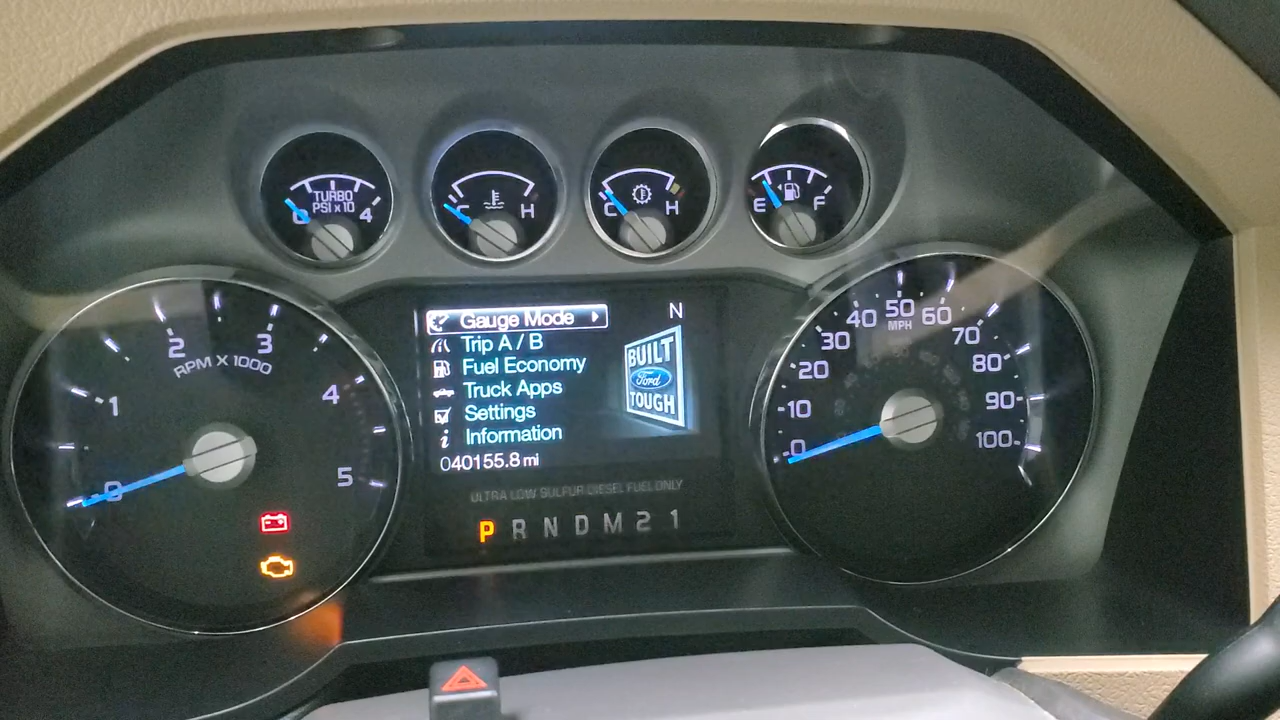 TURBO
PSI x 10
0 4
C H
C H
E F
0 1 2 3 4 5
RPM X 1000
Gauge Mode
N
Trip A / B
Fuel Economy
Truck Apps
Settings
Information
040155.8 mi
BUILT
Ford
TOUGH
ULTRA LOW SULFUR DIESEL FUEL ONLY
P R N D M 2 1
0 10 20 30 40 50 60 70 80 90 100
MPH